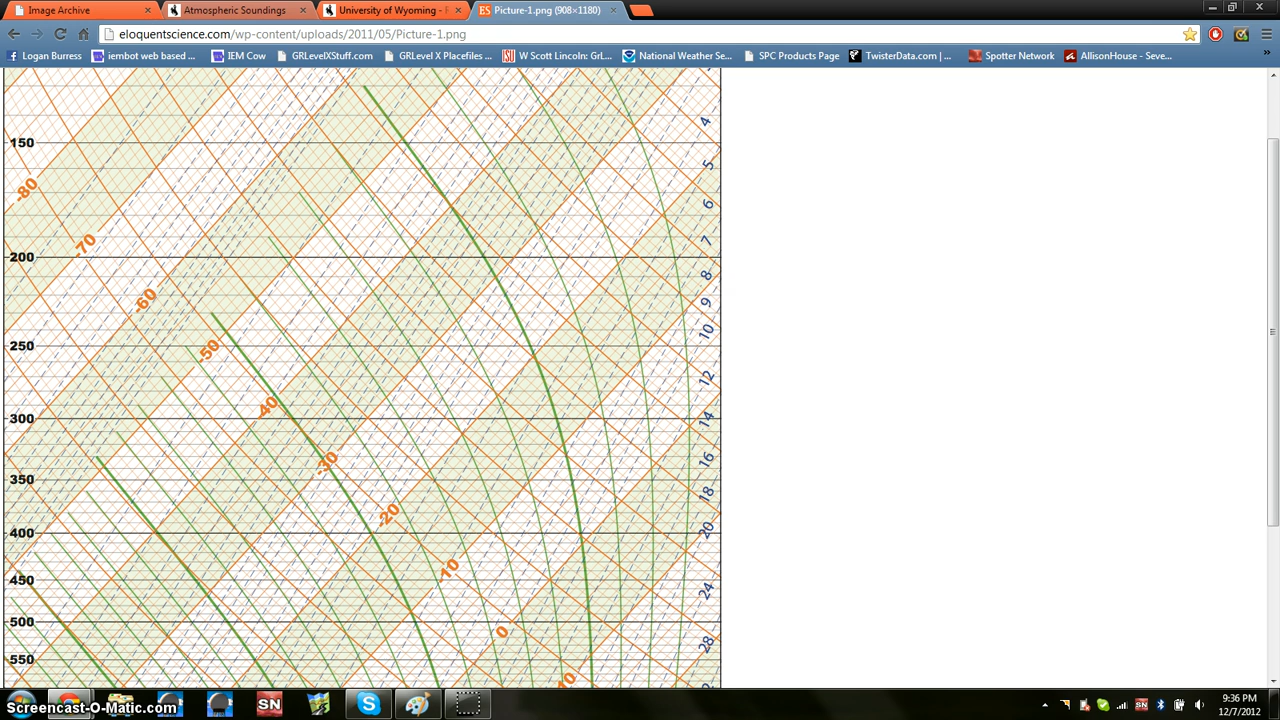 Image Archive
Atmospheric Soundings
University of Wyoming - 
Picture-1.png (908×1180)
eloquentscience.com/wp-content/uploads/2011/05/Picture-1.png
Logan Burress
iembot web based ...
IEM Cow
GRLevelXStuff.com
GRLevel X Placefiles ...
W Scott Lincoln: GrL...
National Weather Se...
SPC Products Page
TwisterData.com | ...
Spotter Network
AllisonHouse - Seve...
4
150
5
-80
6
7
-70
200
8
-60
9
10
250
-50
12
-40
300
14
-30
16
350
18
-20
20
400
-10
450
24
500
0
28
550
10
Screencast-O-Matic.com
SN
SN
9:36 PM
12/7/2012